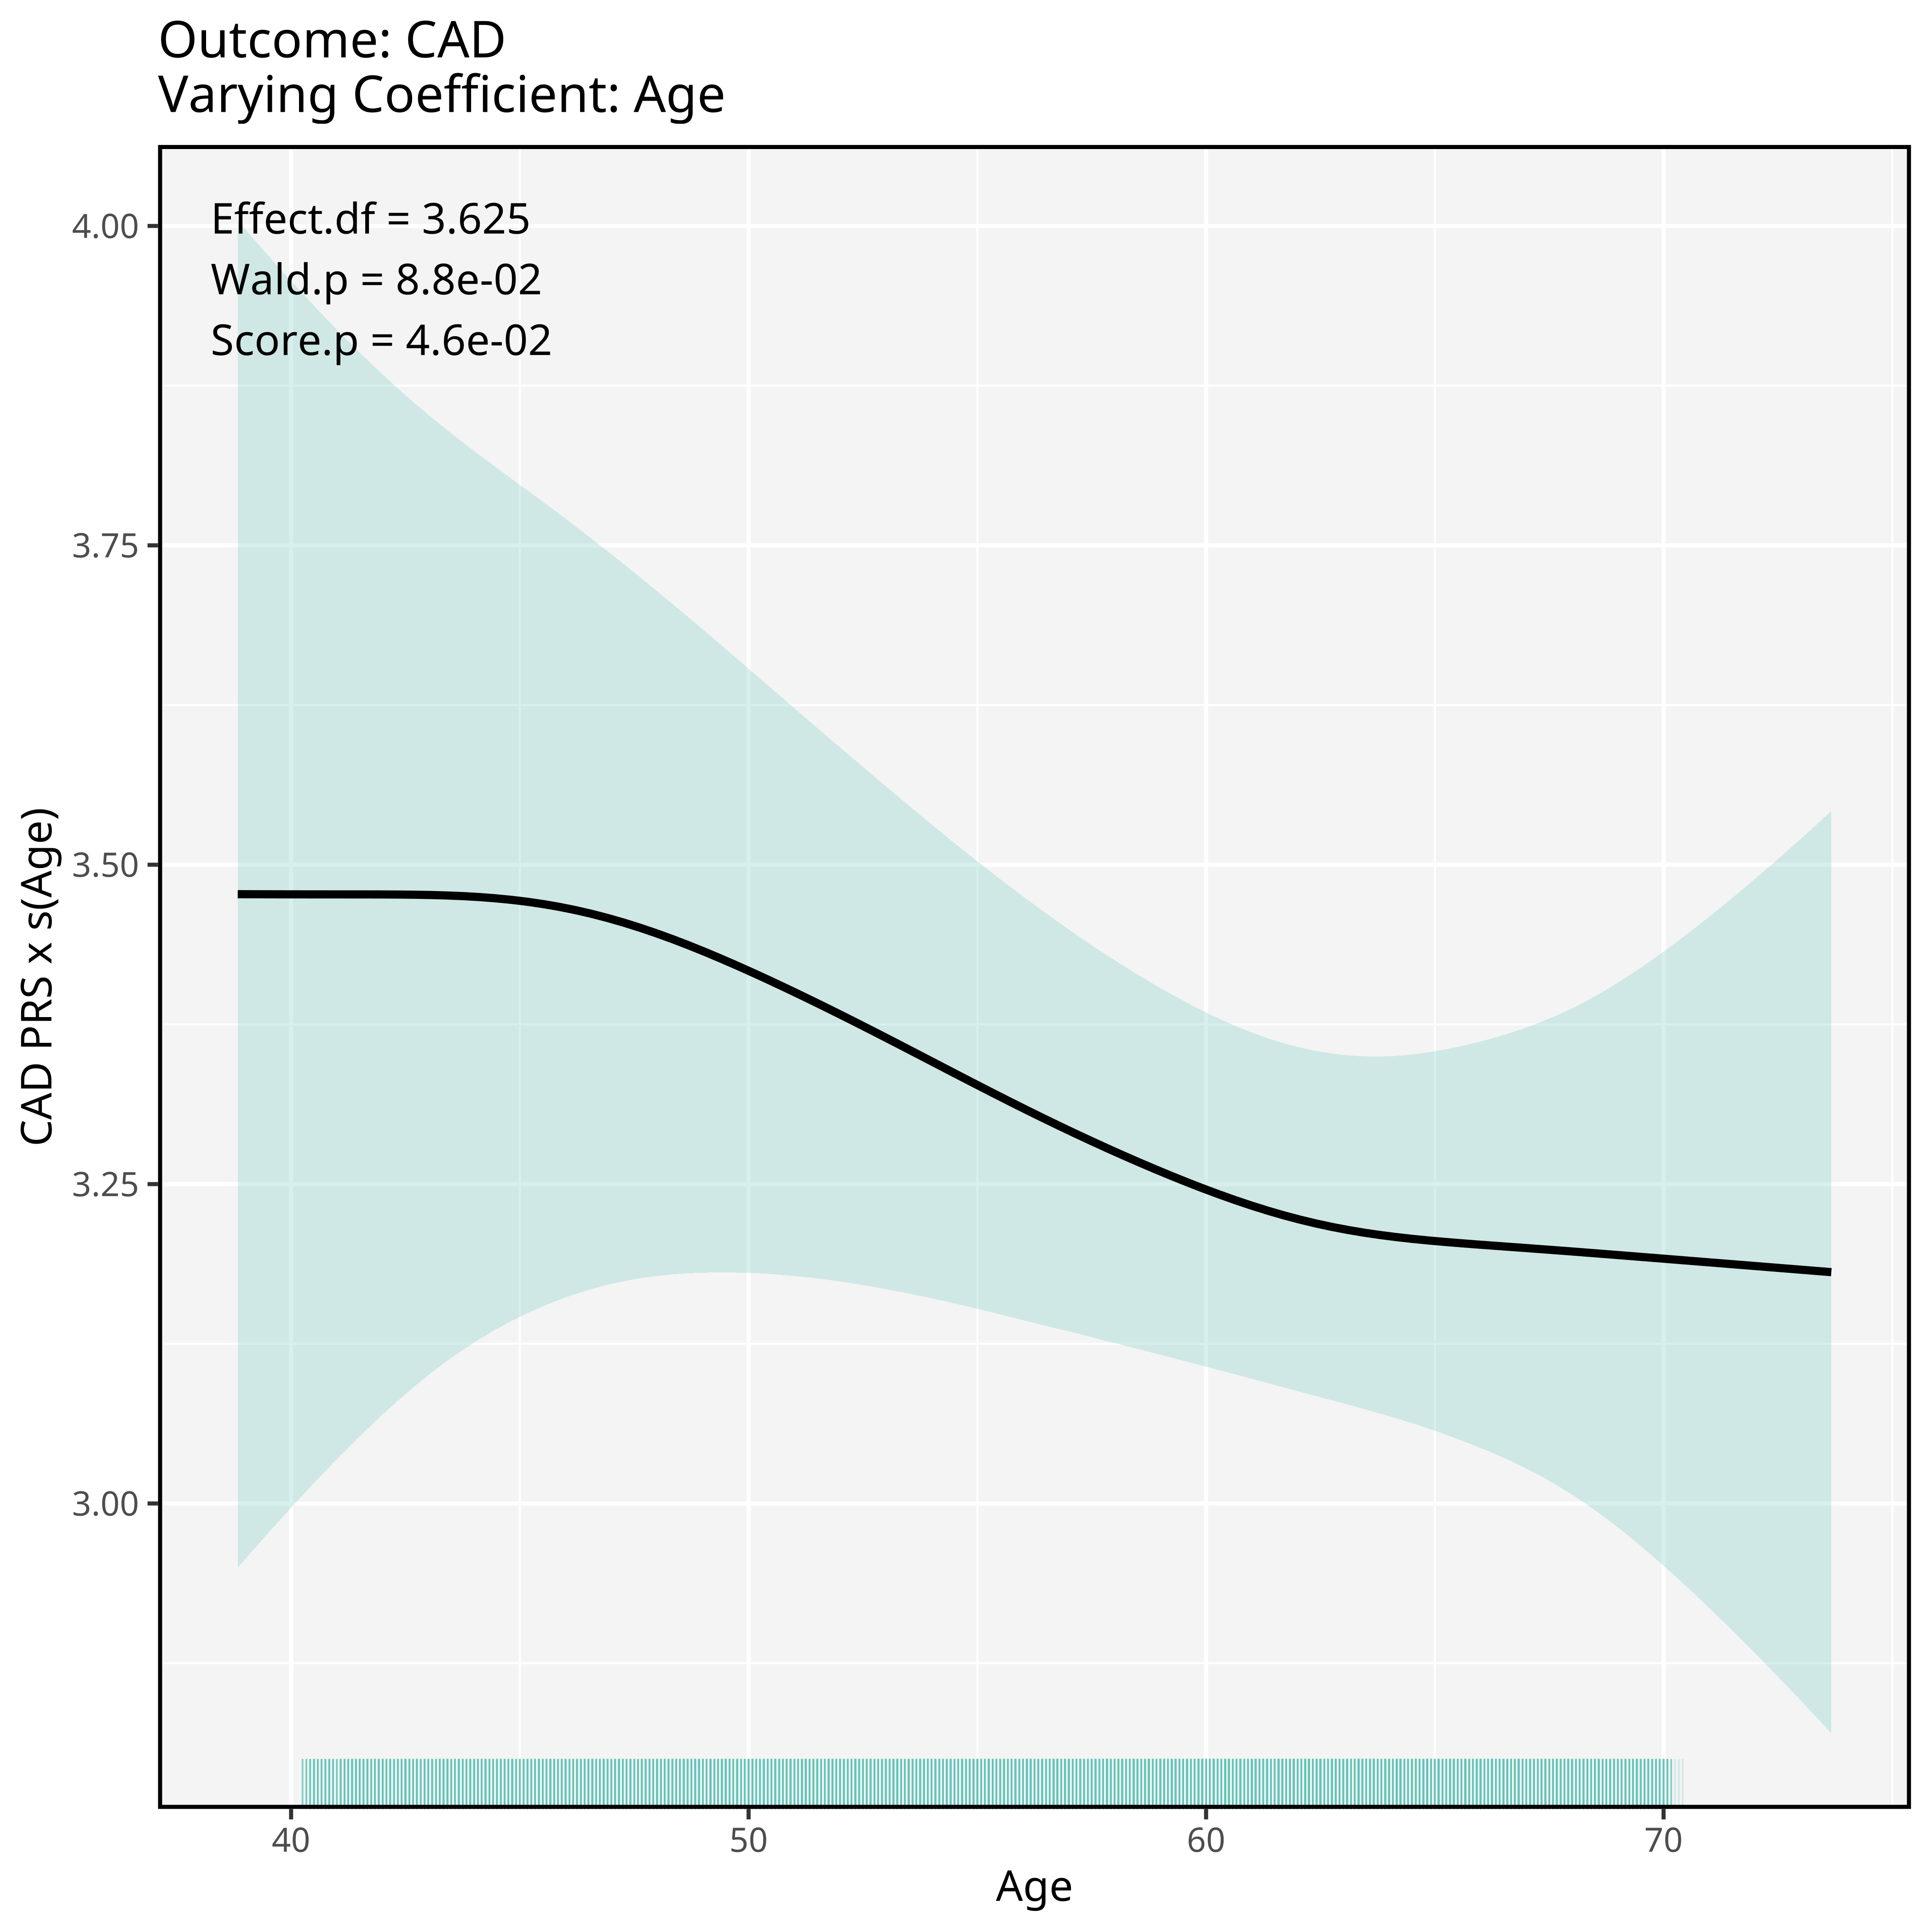 Outcome: CAD
Varying Coefficient: Age
Effect.df = 3.625
Wald.p = 8.8e-02
Score.p = 4.6e-02
4.00
3.75
3.50
3.25
3.00
CAD PRS x s(Age)
40
50
60
70
Age